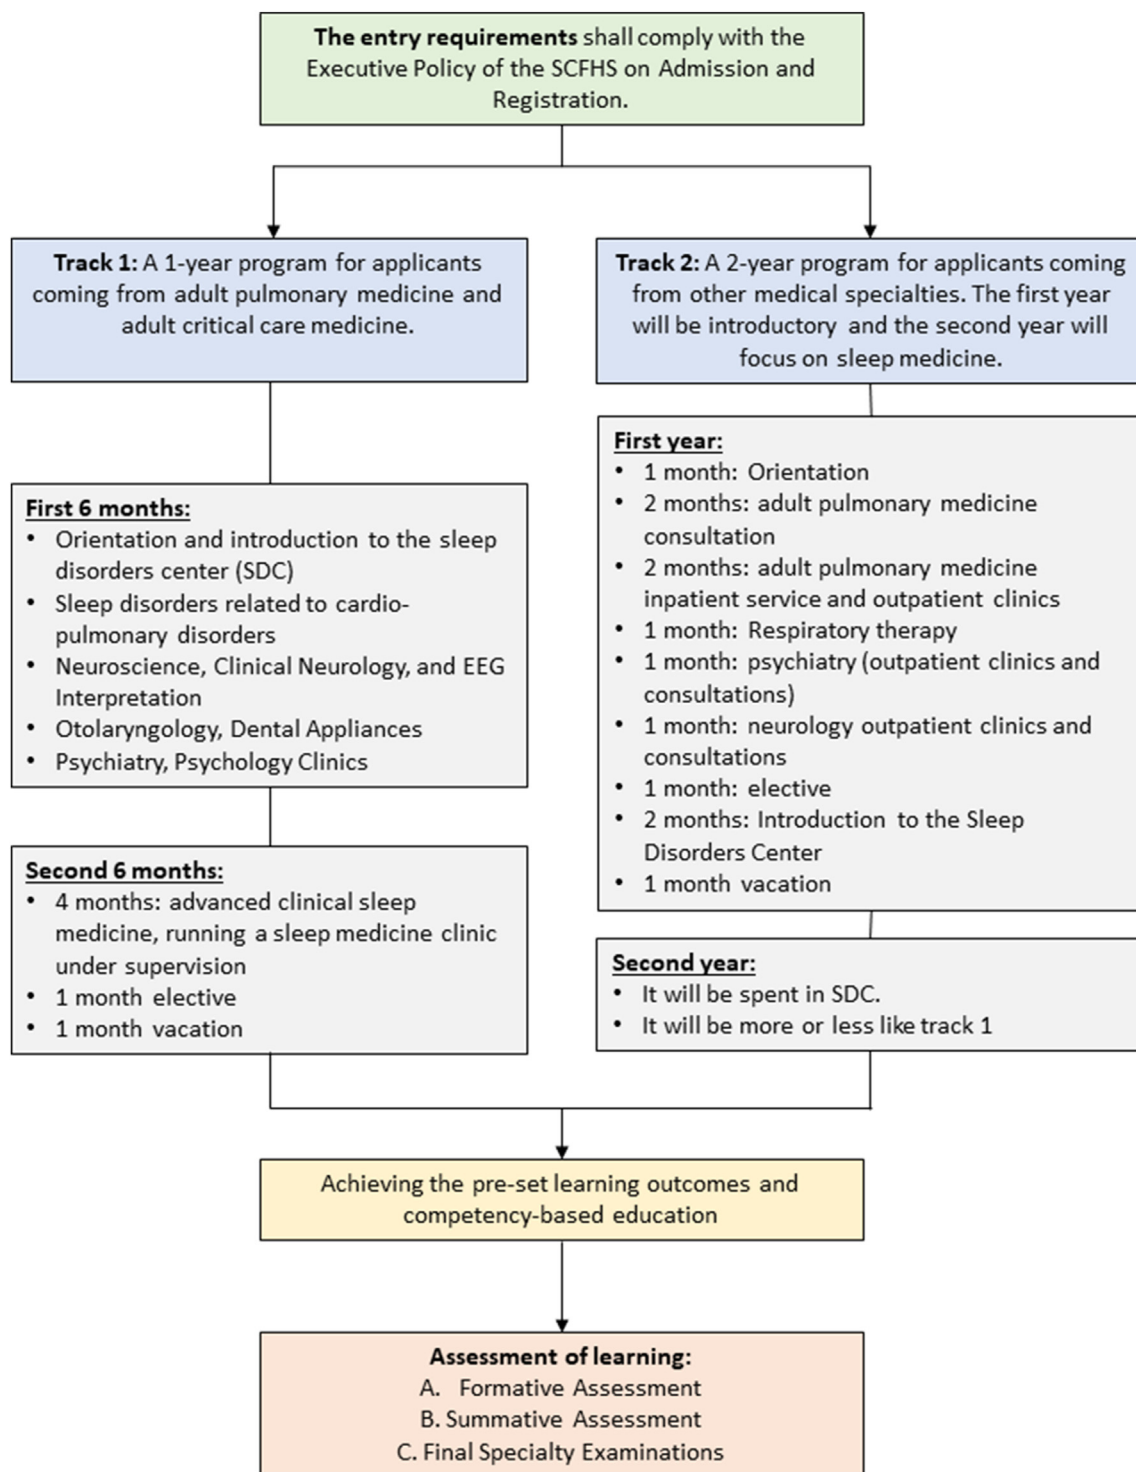 The entry requirements shall comply with the
Executive Policy of the SCFHS on Admission and
Registration.
Track 1: A 1-year program for applicants
coming from adult pulmonary medicine and
adult critical care medicine.
Track 2: A 2-year program for applicants coming
from other medical specialties. The first year
will be introductory and the second year will
focus on sleep medicine.
First 6 months:
• Orientation and introduction to the sleep
disorders center (SDC)
• Sleep disorders related to cardio-
pulmonary disorders
• Neuroscience, Clinical Neurology, and EEG
Interpretation
• Otolaryngology, Dental Appliances
• Psychiatry, Psychology Clinics
Second 6 months:
• 4 months: advanced clinical sleep
medicine, running a sleep medicine clinic
under supervision
• 1 month elective
• 1 month vacation
First year:
• 1 month: Orientation
• 2 months: adult pulmonary medicine
consultation
• 2 months: adult pulmonary medicine
inpatient service and outpatient clinics
• 1 month: Respiratory therapy
• 1 month: psychiatry (outpatient clinics and
consultations)
• 1 month: neurology outpatient clinics and
consultations
• 1 month: elective
• 2 months: Introduction to the Sleep
Disorders Center
• 1 month vacation
Second year:
• It will be spent in SDC.
• It will be more or less like track 1
Achieving the pre-set learning outcomes and
competency-based education
Assessment of learning:
A. Formative Assessment
B. Summative Assessment
C. Final Specialty Examinations